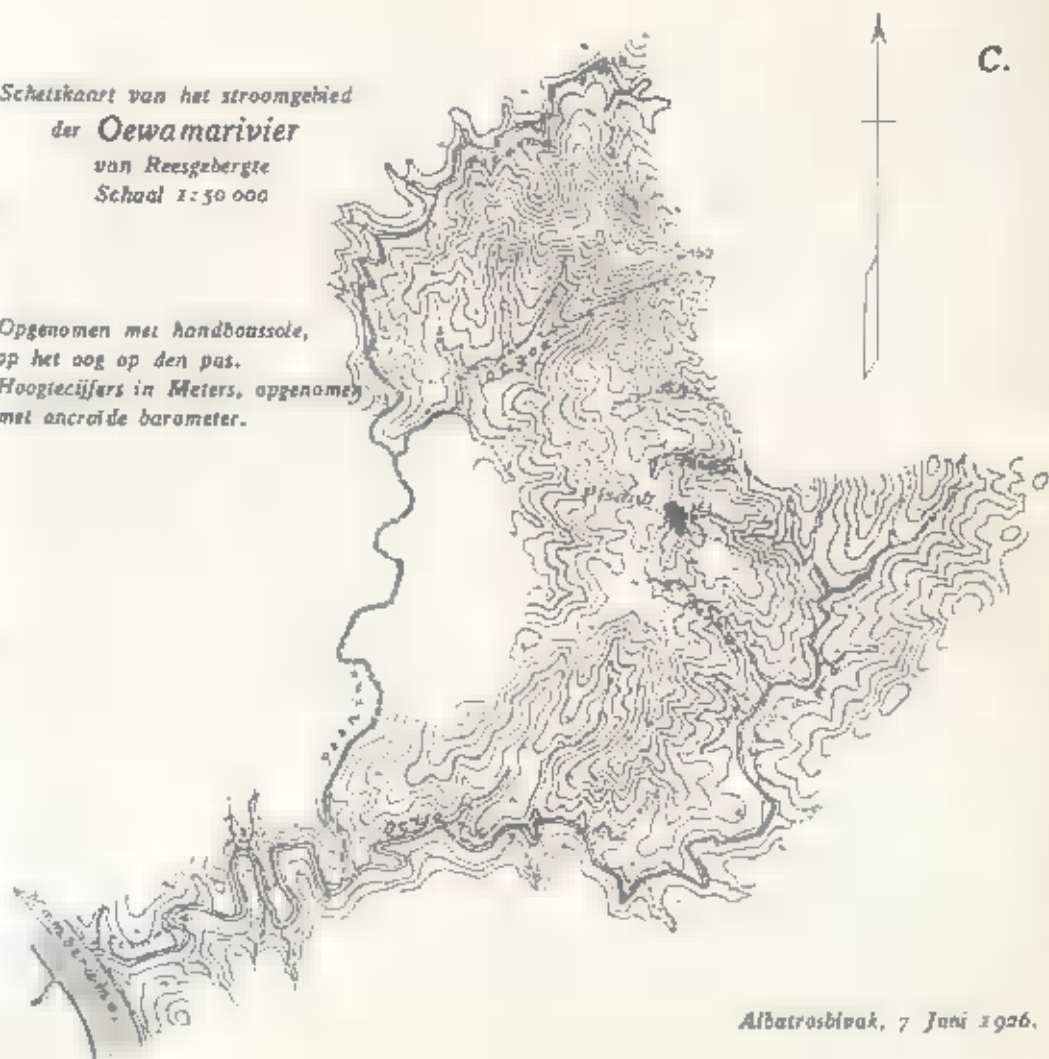 C.
Schetskaart van het stroomgebied
der Oewamarivier
van Reesgebergte
Schaal 1:50 000
Opgenomen met handboussole,
op het oog op den pas.
Hoogtecijfers in Meters, opgenomen
met aneroïde barometer.
Albatrosbivak, 7 Juni 1926.